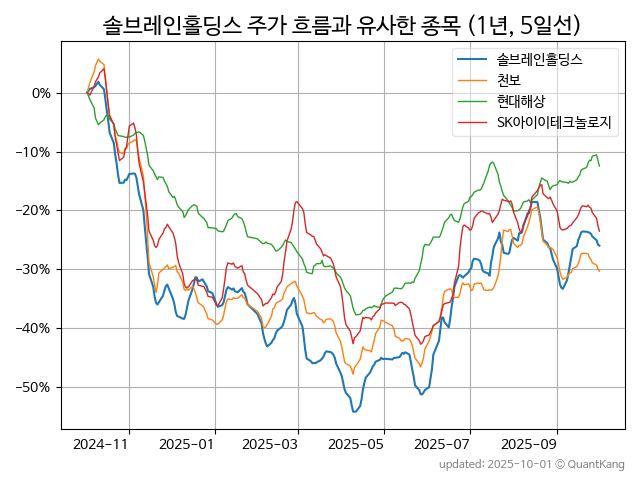 솔브레인홀딩스 주가 흐름과 유사한 종목 (1년, 5일선)
솔브레인홀딩스
천보
현대해상
SK아이이테크놀로지
0%
−10%
−20%
−30%
−40%
−50%
2024-11
2025-01
2025-03
2025-05
2025-07
2025-09
updated: 2025-10-01 © QuantKang